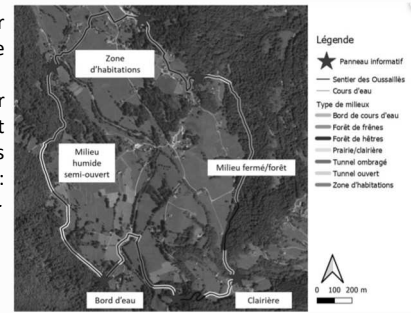 r
e
r
t
s
:
.
Zone
d'habitations
Milieu
humide
semi-ouvert
Milieu fermé/forêt
Bord d'eau
Clairière
Légende
Panneau informatif
Sentier des Oussaillès
Cours d'eau
Type de milieux
Bord de cours d'eau
Forêt de frênes
Forêt de hêtres
Prairie/clairière
Tunnel ombragé
Tunnel ouvert
Zone d'habitations
0 100 200 m